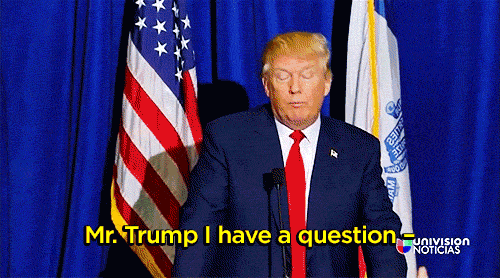 Mr. Trump I have a question –
UNIVISION
NOTICIAS